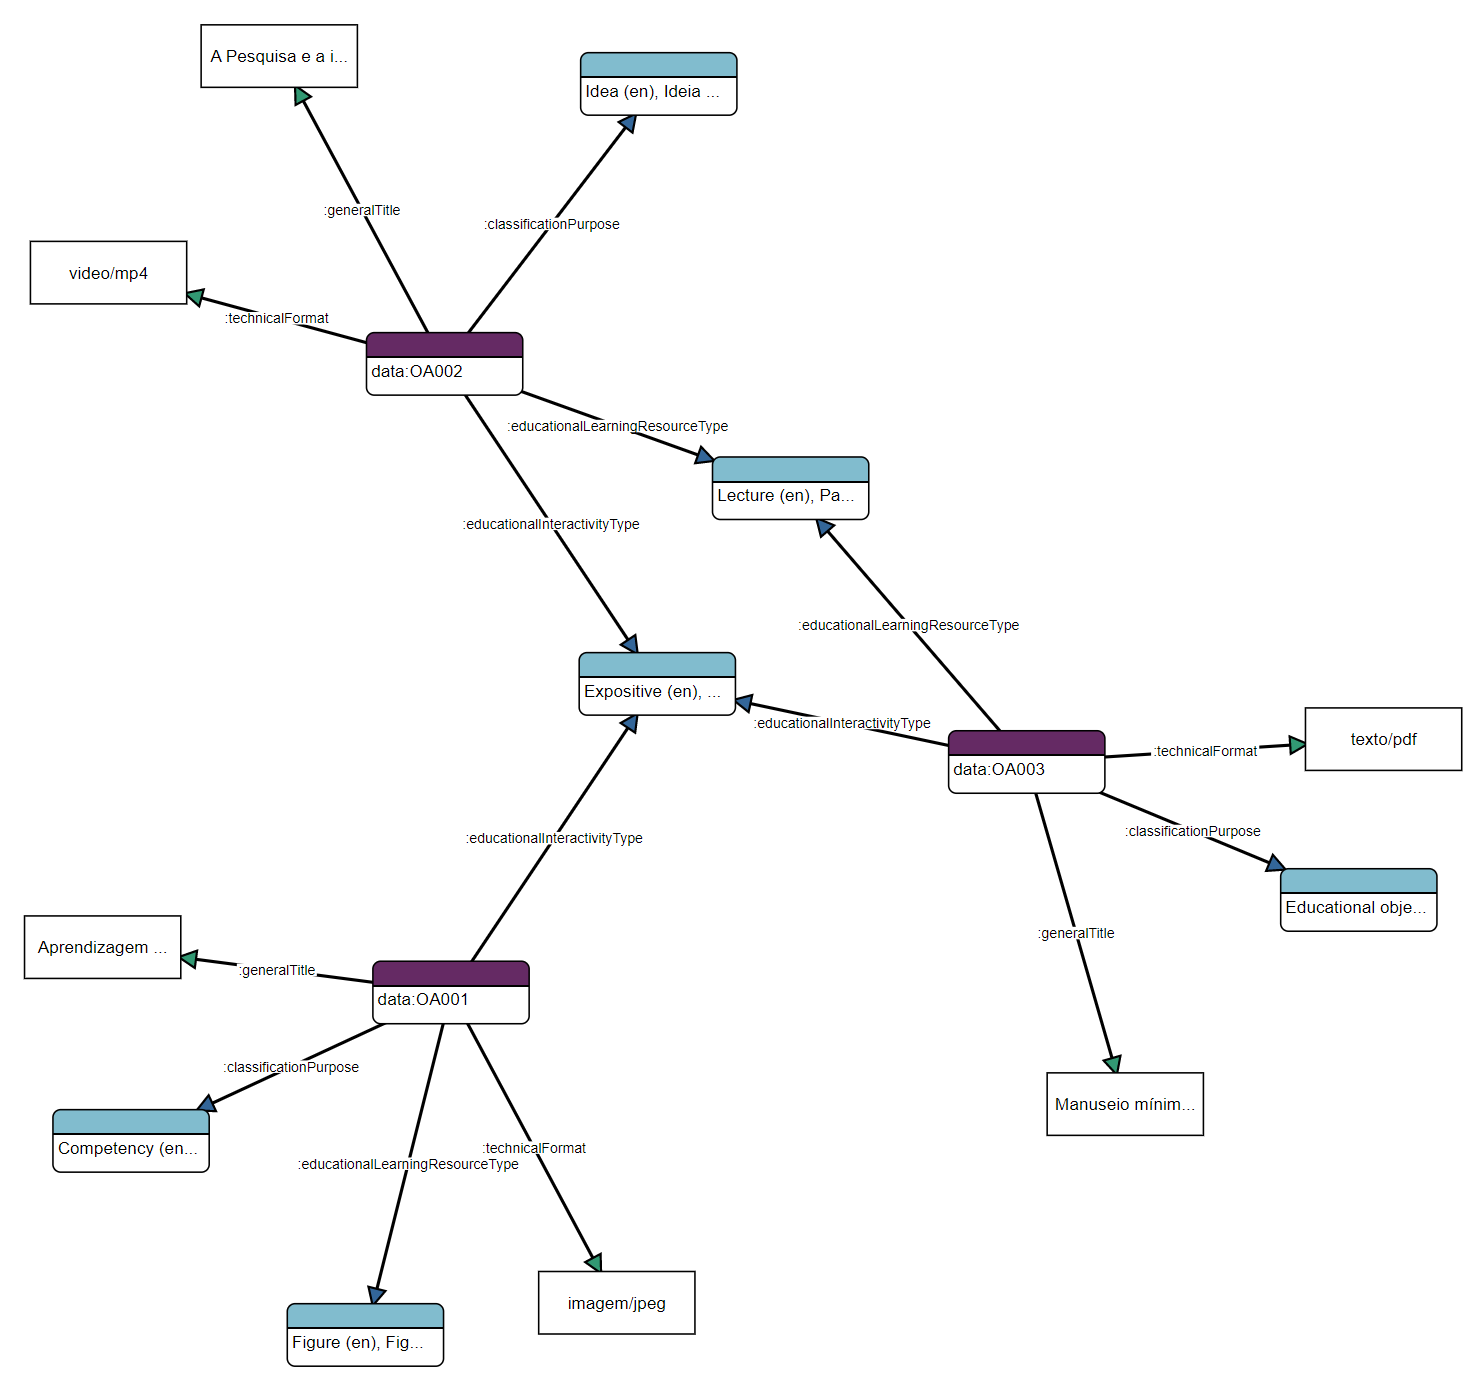 A Pesquisa e a i...
Idea (en), Ideia ...
:generalTitle
:classificationPurpose
video/mp4
:technicalFormat
data:OA002
:educationalLearningResourceType
Lecture (en), Pa...
:educationalInteractivityType
:educationalLearningResourceType
Expositive (en), ...
:educationalInteractivityType
texto/pdf
:technicalFormat
data:OA003
:classificationPurpose
:educationalInteractivityType
Educational obje...
:generalTitle
Aprendizagem ...
:generalTitle
data:OA001
:classificationPurpose
Manuseio mínim...
Competency (en...
:technicalFormat
:educationalLearningResourceType
imagem/jpeg
Figure (en), Fig...